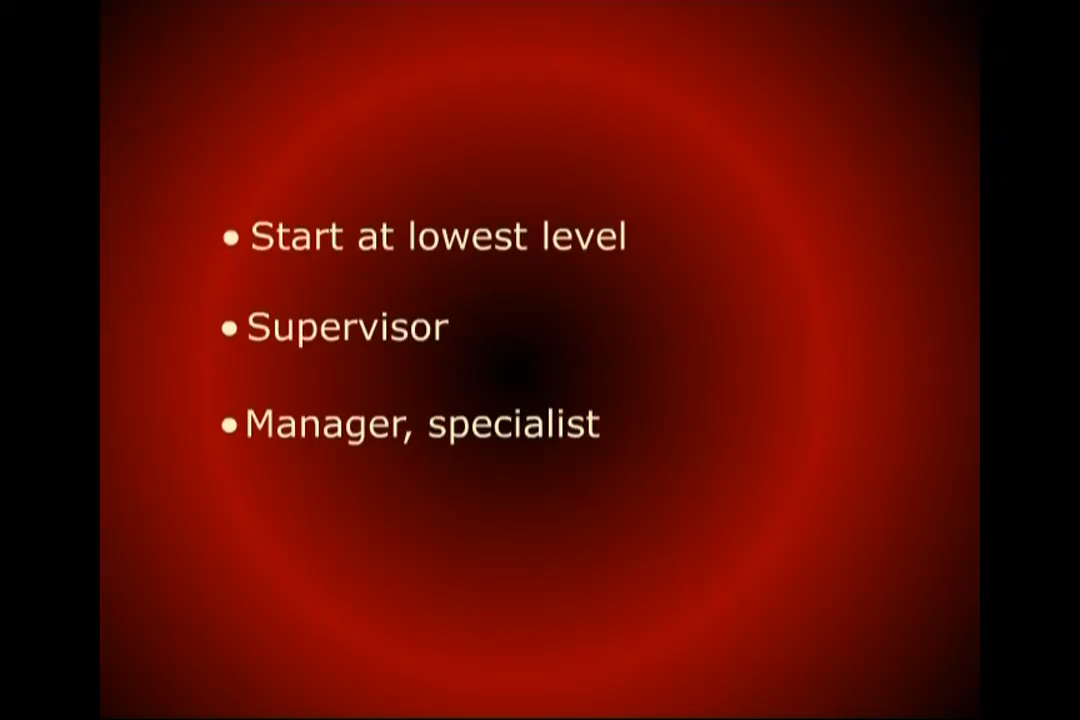 • Start at lowest level
• Supervisor
• Manager, specialist